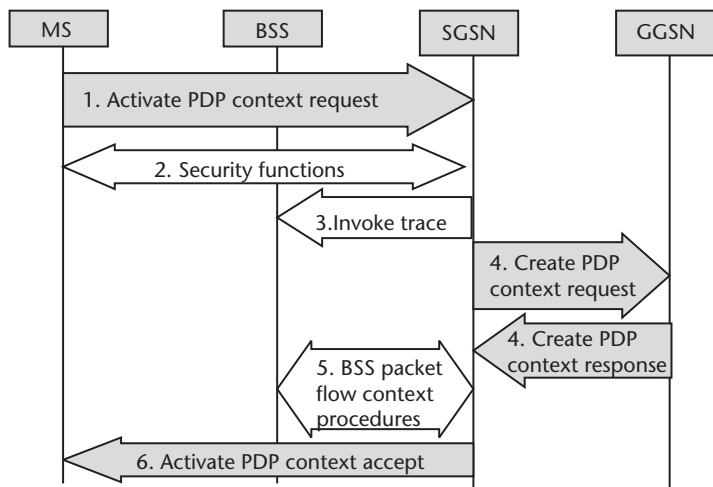 MS
BSS
SGSN
GGSN
1. Activate PDP context request
2. Security functions
3.Invoke trace
4. Create PDP
context request
4. Create PDP
context response
5. BSS packet
flow context
procedures
6. Activate PDP context accept